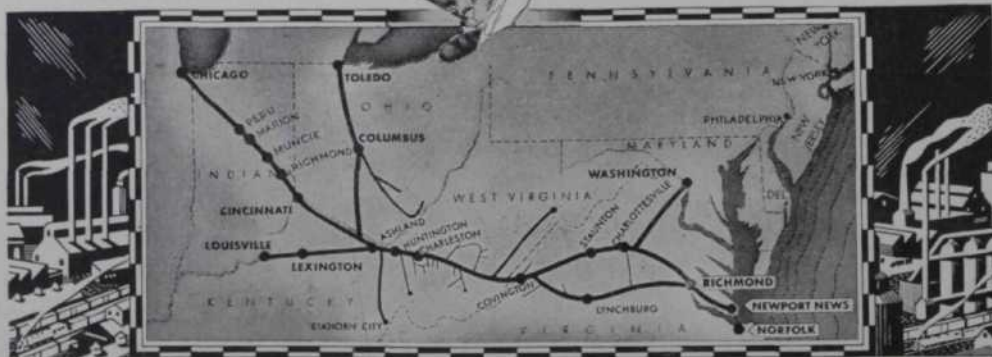 NEW YORK
CHICAGO
TOLEDO
PENNSYLVANIA
NEW YORK
OHIO
PERU
MARION
MUNCIE
RICHMOND
COLUMBUS
PHILADELPHIA
NEW JERSEY
MARYLAND
INDIANA
WASHINGTON
DEL
WEST VIRGINIA
CINCINNATI
CHARLOTTESVILLE
STAUNTON
ASHLAND
HUNTINGTON
CHARLESTON
LOUISVILLE
LEXINGTON
COVINGTON
RICHMOND
KENTUCKY
NEWPORT NEWS
LYNCHBURG
ELKHORN CITY
VIRGINIA
NORFOLK